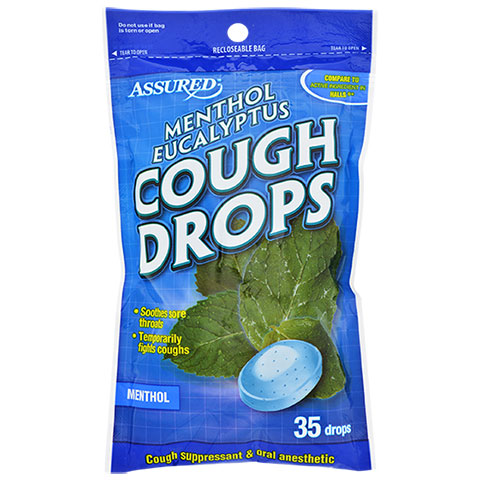 Do not use if bag
is torn or open
RECLOSEABLE BAG
TEAR TO OPEN
TEAR TO OPEN
ASSURED
COMPARE TO
ACTIVE INGREDIENT IN
HALLS®**
MENTHOL
EUCALYPTUS
COUGH
DROPS
• Soothes sore
throats
• Temporarily
fights coughs
MENTHOL
35 drops
Cough suppressant & oral anesthetic